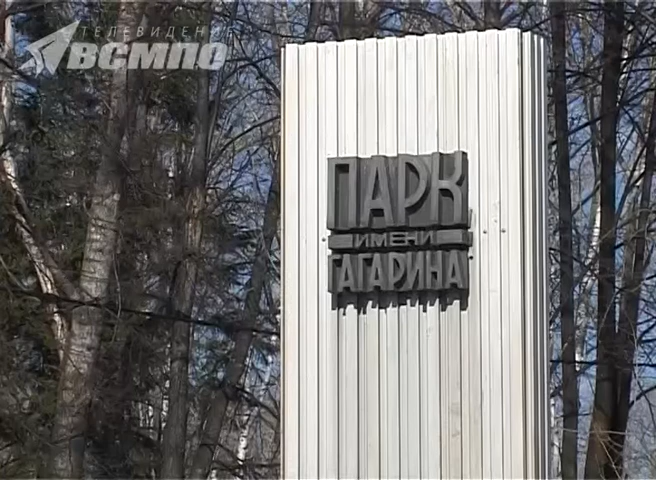 ТЕЛЕВИДЕНИЕ
ВСМПО
ПАРК
ИМЕНИ
ГАГАРИНА